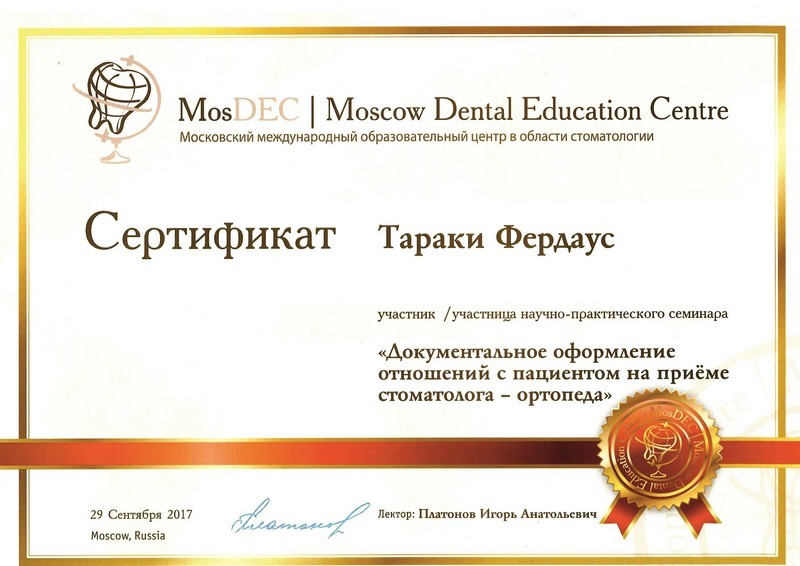 MosDEC | Moscow Dental Education Centre
Московский международный образовательный центр в области стоматологии
Сертификат
Тараки Фердаус
участник /участница научно-практического семинара
«Документальное оформление
отношений с пациентом на приёме
стоматолога – ортопеда»
MosDEC | Mos
Dental Education
29 Сентября 2017
Moscow, Russia
Платонов
Лектор: Платонов Игорь Анатольевич